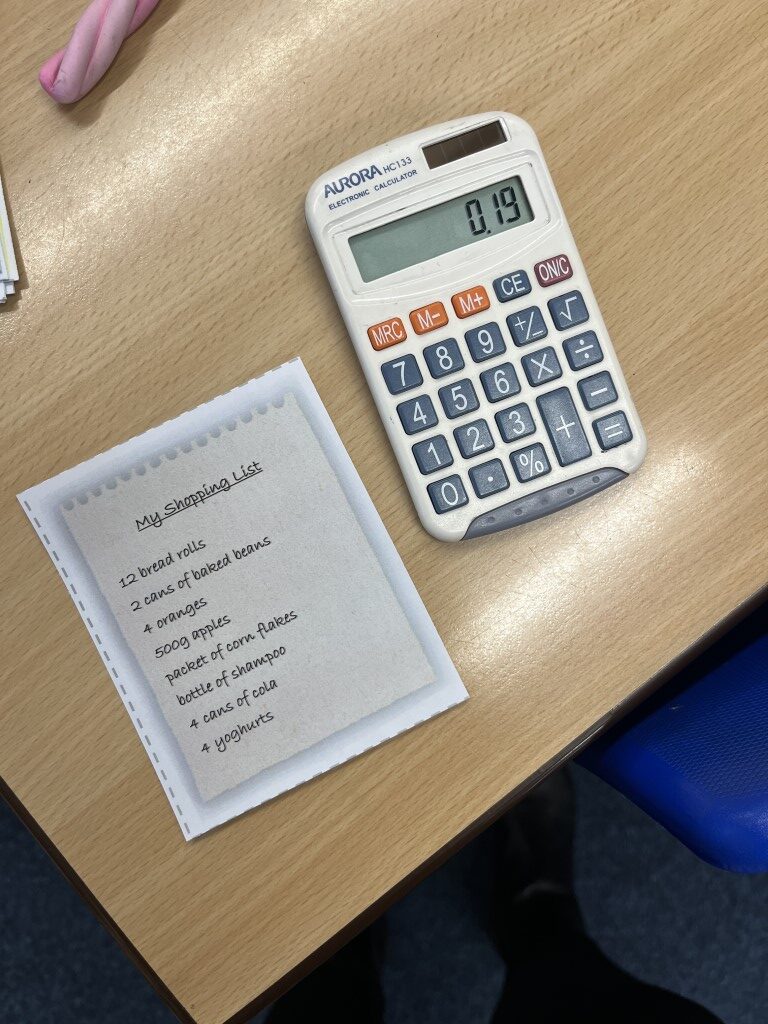 AURORA HC133
ELECTRONIC CALCULATOR
0.19
MRC M- M+ CE ON/C
7 8 9 +/- √
4 5 6 X ÷
1 2 3 + −
0 . % =
My Shopping List
12 bread rolls
2 cans of baked beans
4 oranges
500g apples
packet of corn flakes
bottle of shampoo
4 cans of cola
4 yoghurts